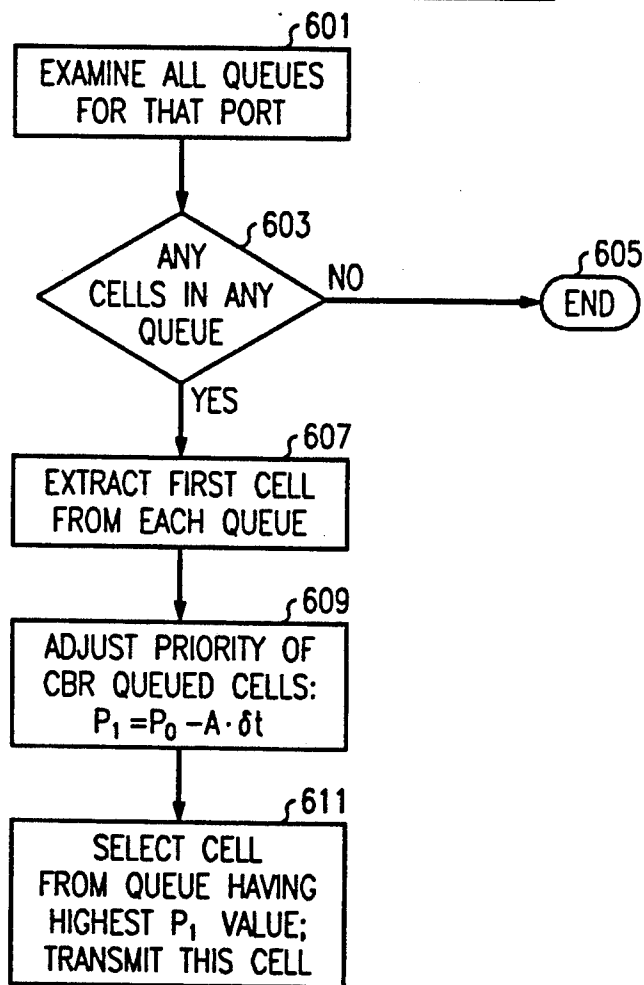 601
EXAMINE ALL QUEUES
FOR THAT PORT
603
ANY
CELLS IN ANY
QUEUE
NO
605
END
YES
607
EXTRACT FIRST CELL
FROM EACH QUEUE
609
ADJUST PRIORITY OF
CBR QUEUED CELLS:
P₁ = P₀ – A · δt
611
SELECT CELL
FROM QUEUE HAVING
HIGHEST P₁ VALUE;
TRANSMIT THIS CELL